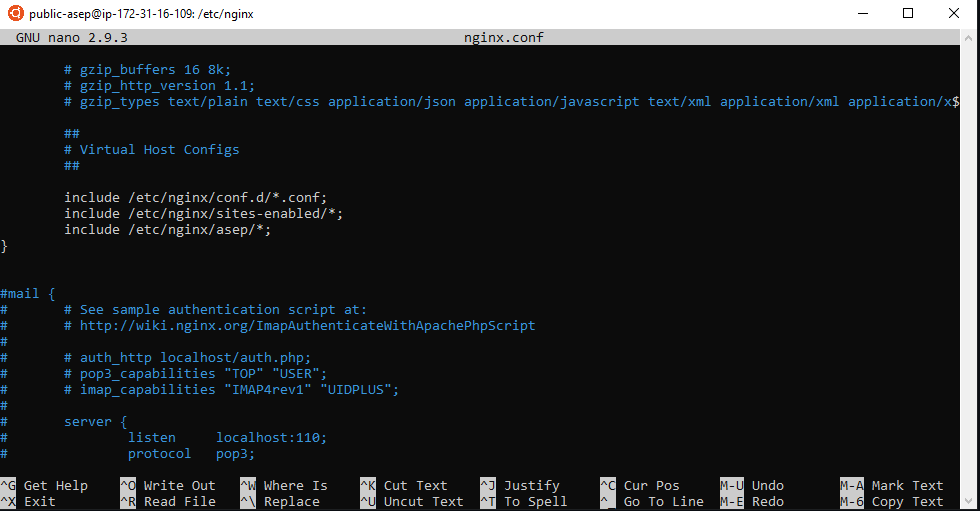 public-asep@ip-172-31-16-109: /etc/nginx
GNU nano 2.9.3 nginx.conf
# gzip_buffers 16 8k;
# gzip_http_version 1.1;
# gzip_types text/plain text/css application/json application/javascript text/xml application/xml application/x$
##
# Virtual Host Configs
##
include /etc/nginx/conf.d/*.conf;
include /etc/nginx/sites-enabled/*;
include /etc/nginx/asep/*;
}
#mail {
# # See sample authentication script at:
# # http://wiki.nginx.org/ImapAuthenticateWithApachePhpScript
#
# # auth_http localhost/auth.php;
# # pop3_capabilities "TOP" "USER";
# # imap_capabilities "IMAP4rev1" "UIDPLUS";
#
# server {
# listen localhost:110;
# protocol pop3;
^G Get Help ^O Write Out ^W Where Is ^K Cut Text ^J Justify ^C Cur Pos M-U Undo M-A Mark Text
^X Exit ^R Read File ^\ Replace ^U Uncut Text ^T To Spell ^_ Go To Line M-E Redo M-6 Copy Text